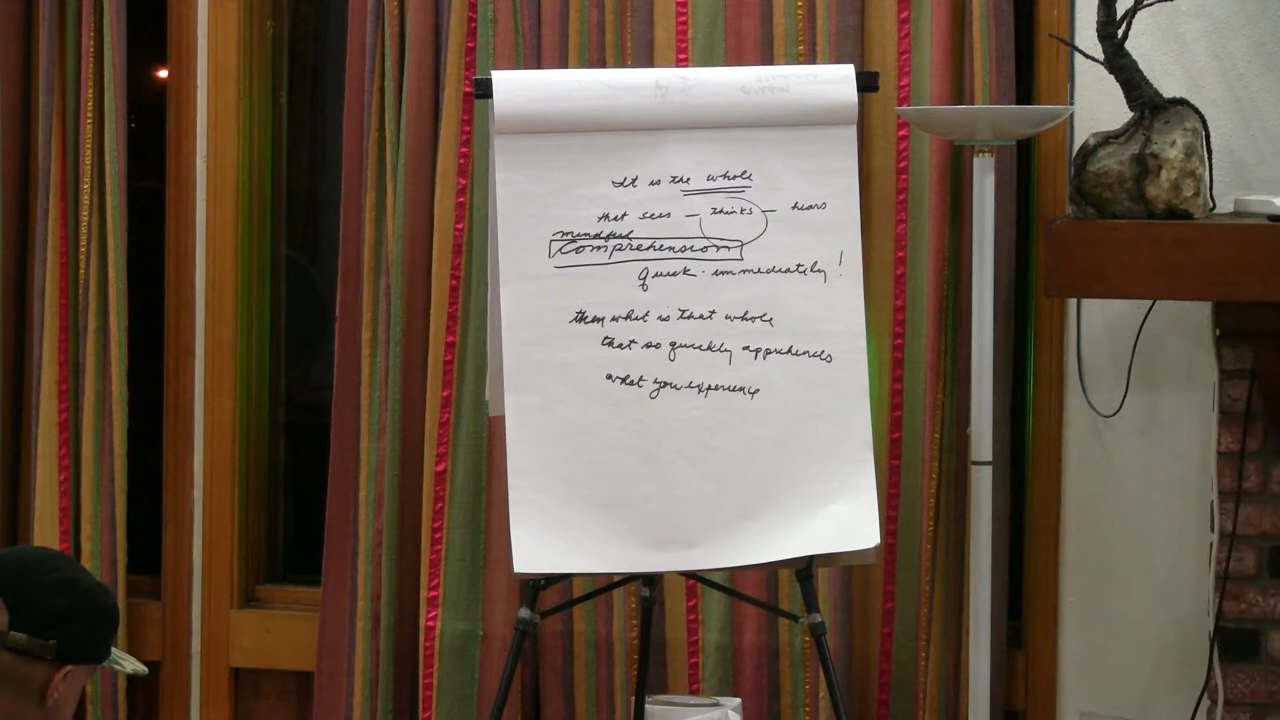 It is the whole
that sees - thinks - hears
mindful
Comprehension
quick. immediately!
then what is that whole
that so quickly apprehends
what you experience